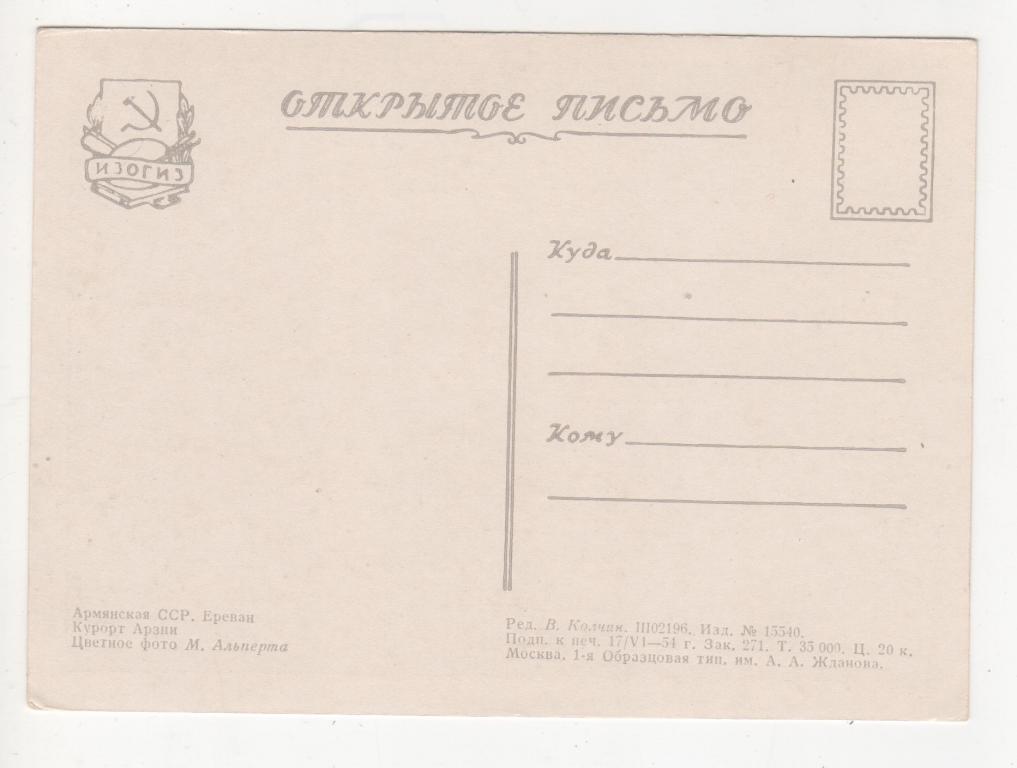 ОТКРЫТОЕ ПИСЬМО
ИЗОГИЗ
Куда
Кому
Армянская ССР. Ереван
Курорт Арзни
Цветное фото М. Альперта
Ред. В. Колчин. Ш02196. Изд. № 15540.
Подп. к печ. 17/VI—54 г. Зак. 271. Т. 35 000. Ц. 20 к.
Москва. 1-я Образцовая тип. им. А. А. Жданова.